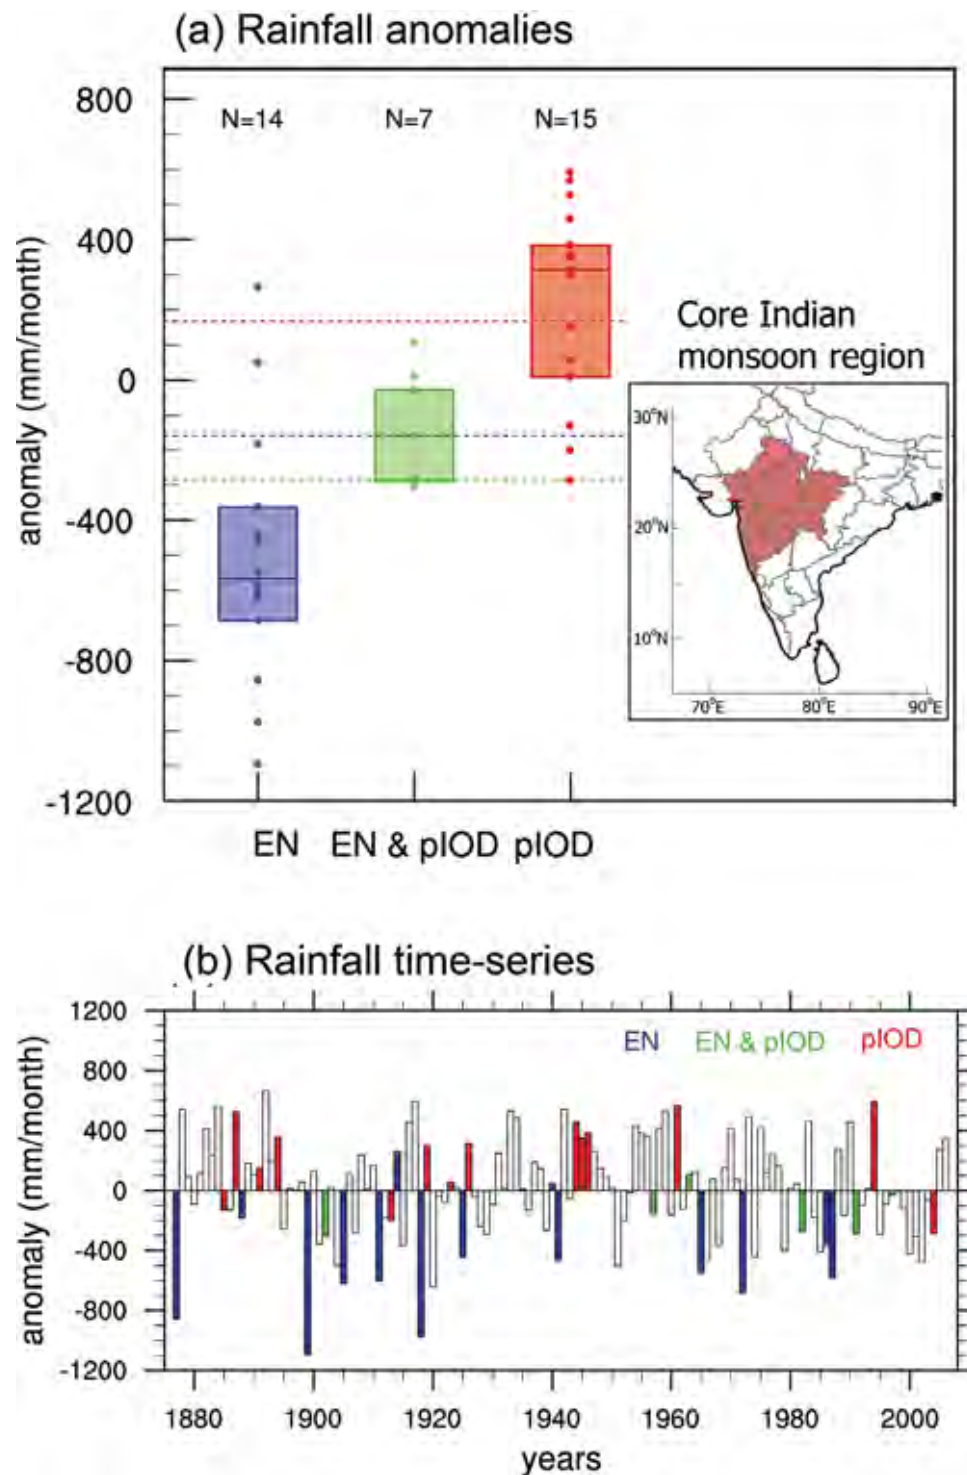 (a) Rainfall anomalies
800
400
0
-400
-800
-1200
anomaly (mm/month)
N=14 N=7 N=15
Core Indian
monsoon region
30°N
20°N
10°N
70°E 80°E 90°E
EN EN & pIOD pIOD
(b) Rainfall time-series
1200
800
400
0
-400
-800
-1200
anomaly (mm/month)
EN EN & pIOD pIOD
1880 1900 1920 1940 1960 1980 2000
years